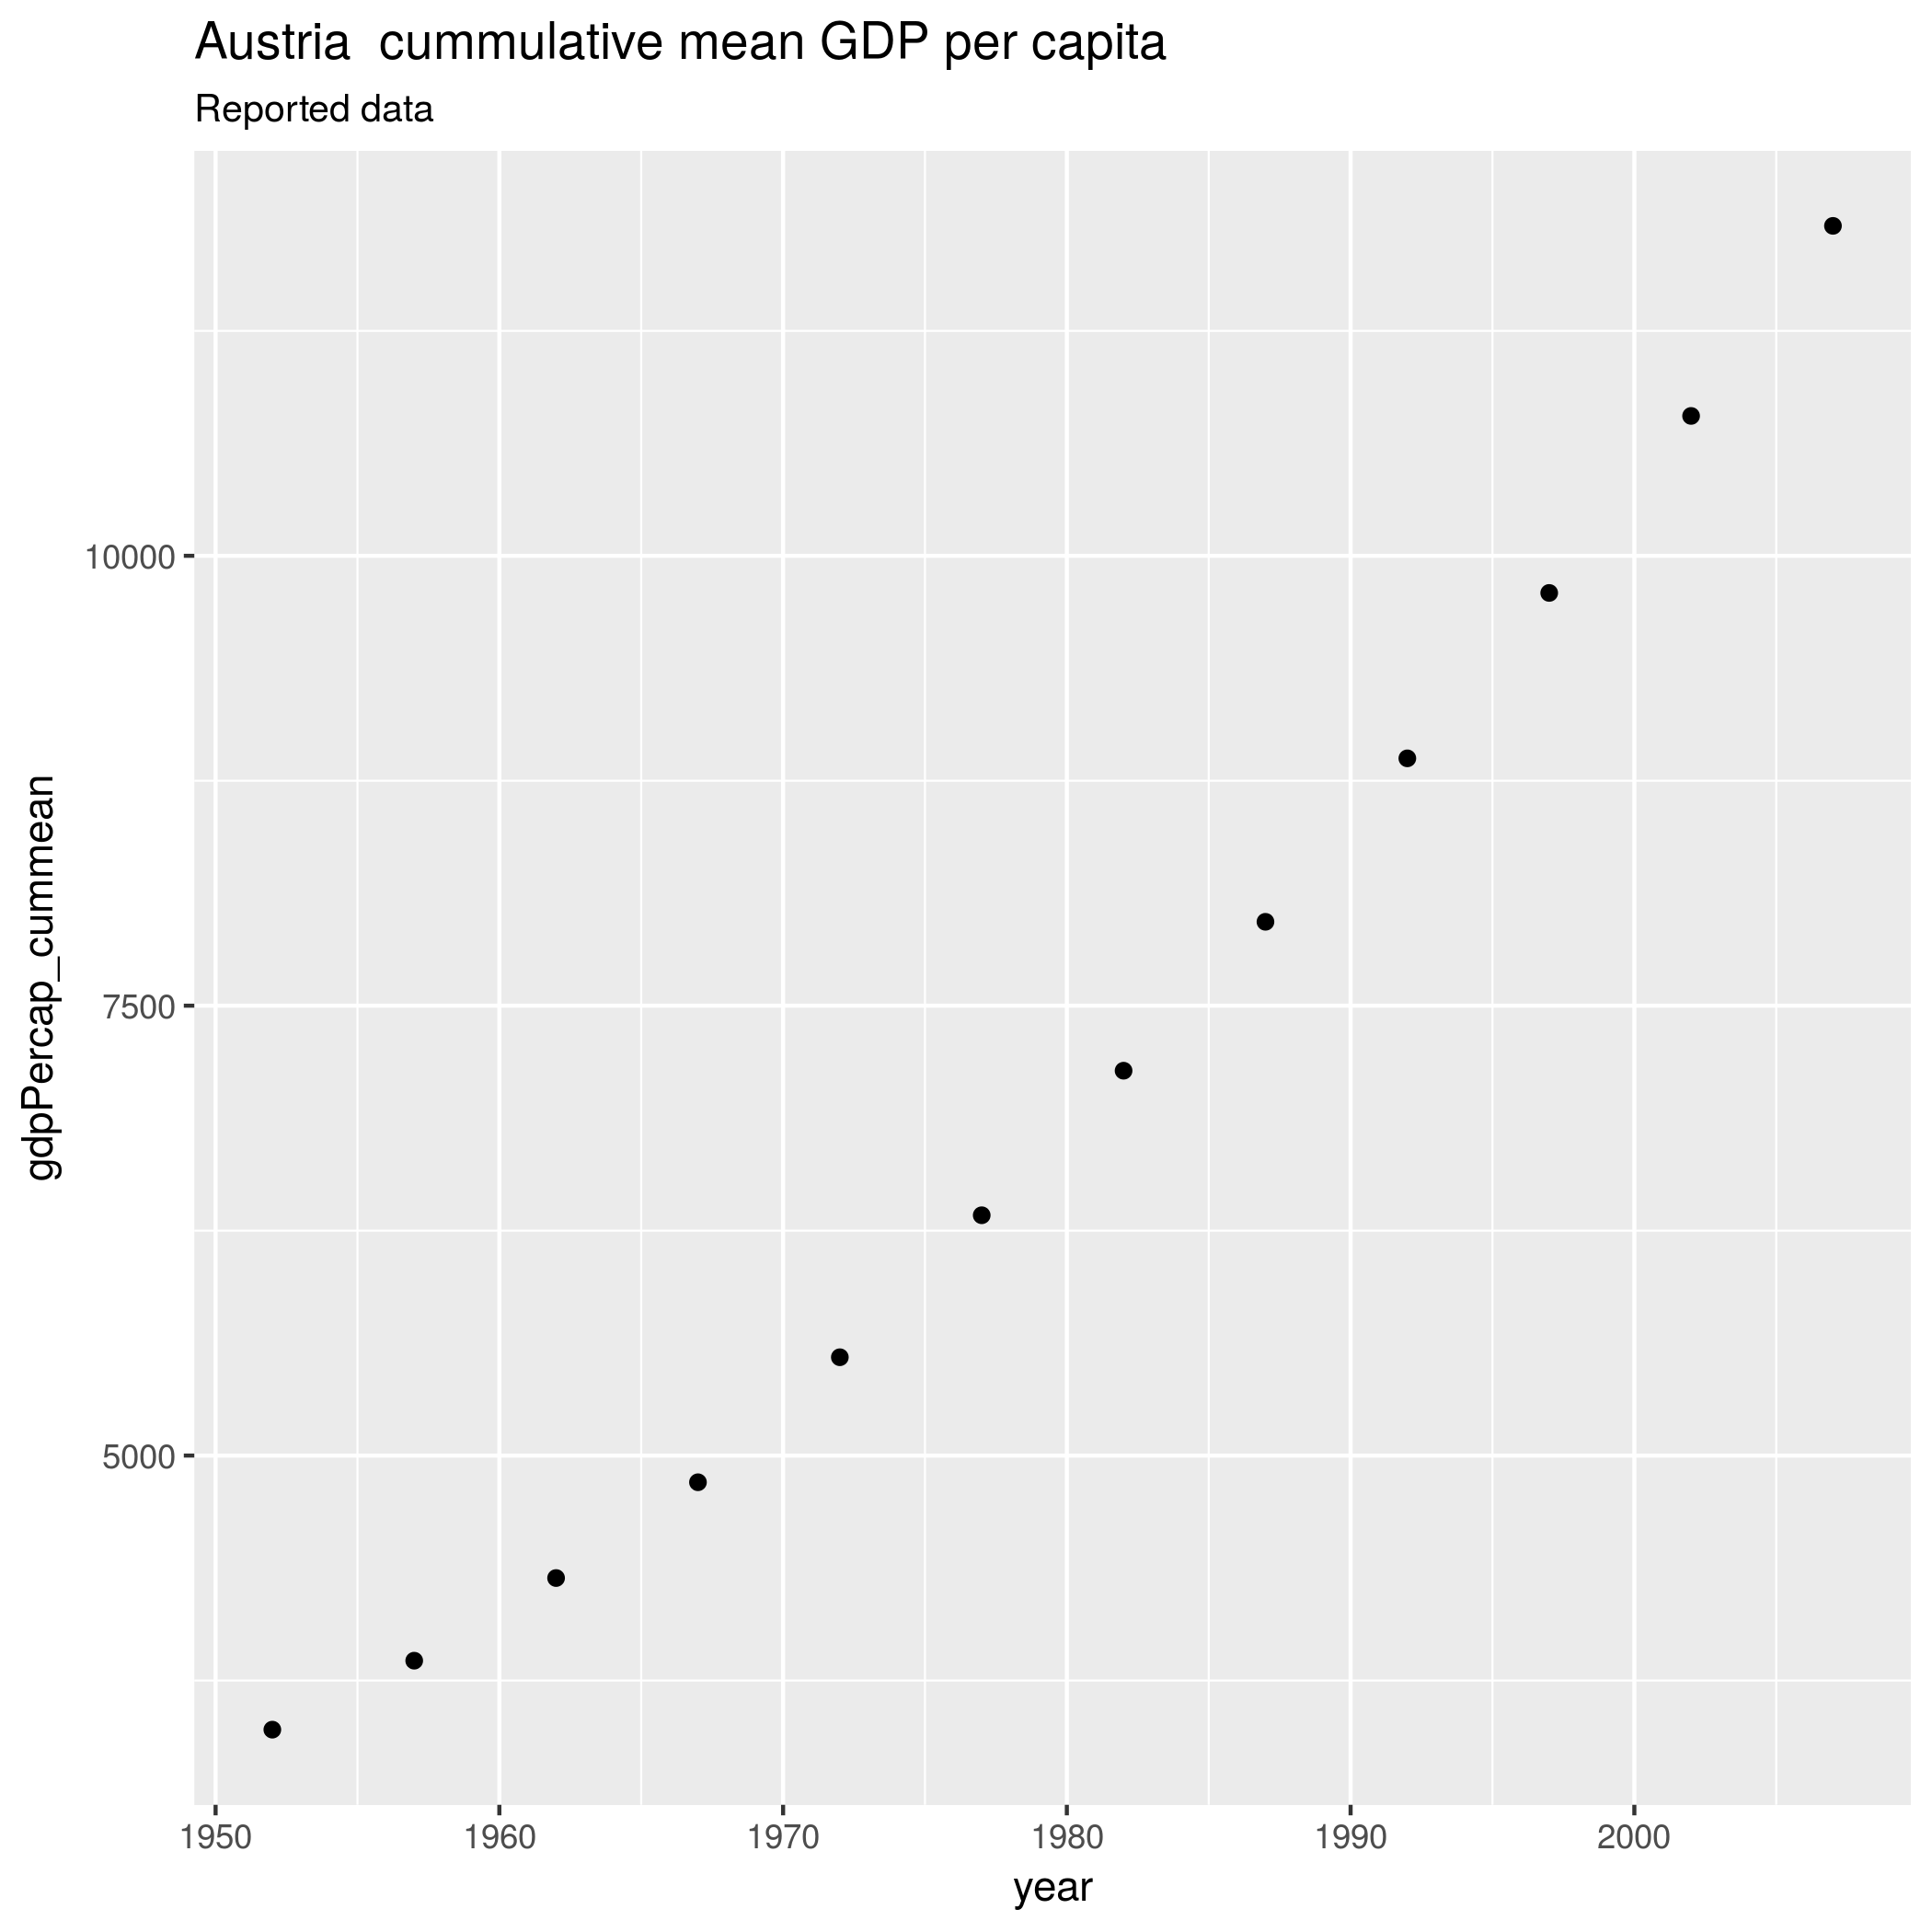 Austria  cummulative mean GDP per capita
Reported data
gdpPercap_cummean
10000
7500
5000
1950 1960 1970 1980 1990 2000
year